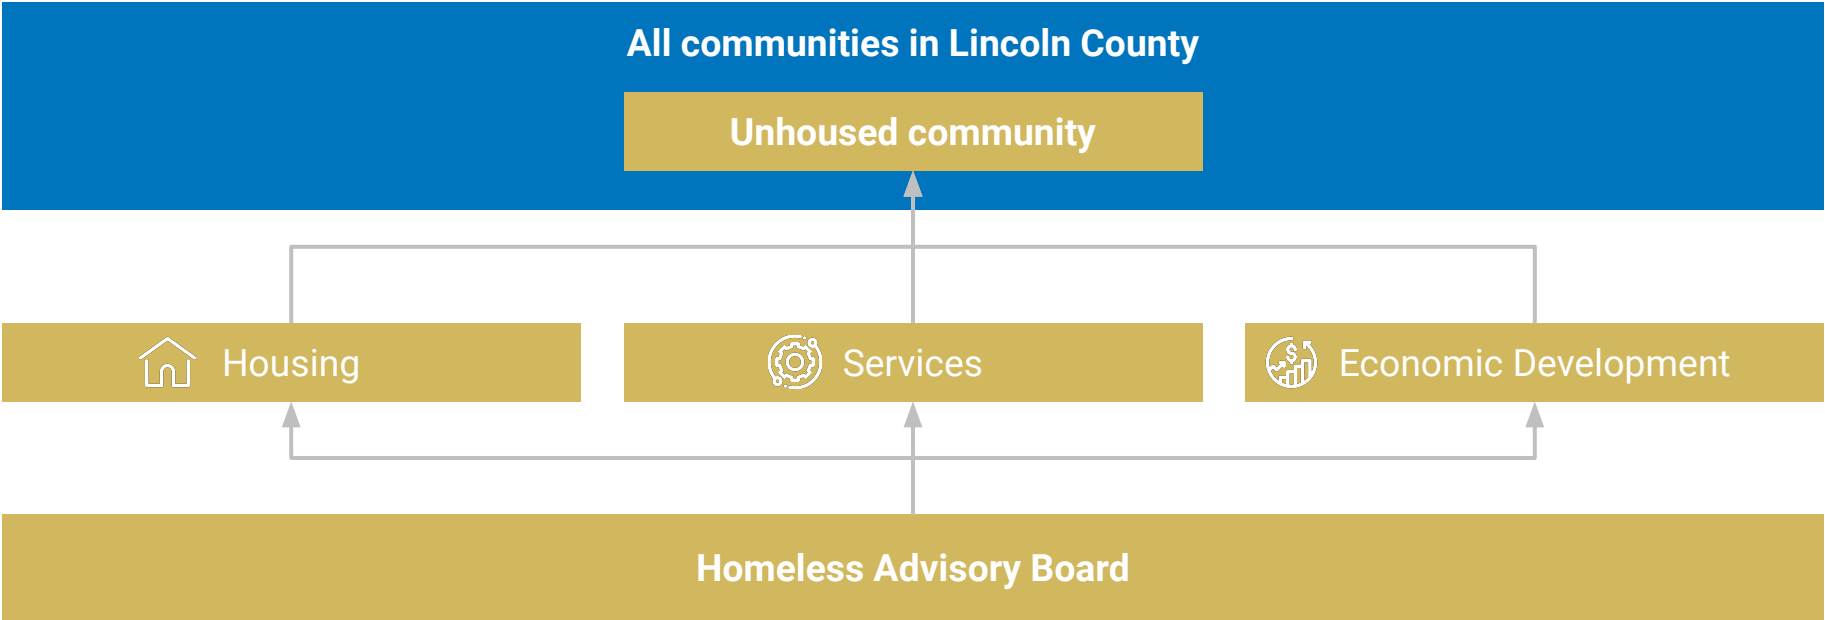 All communities in Lincoln County
Unhoused community
Housing
Services
Economic Development
Homeless Advisory Board